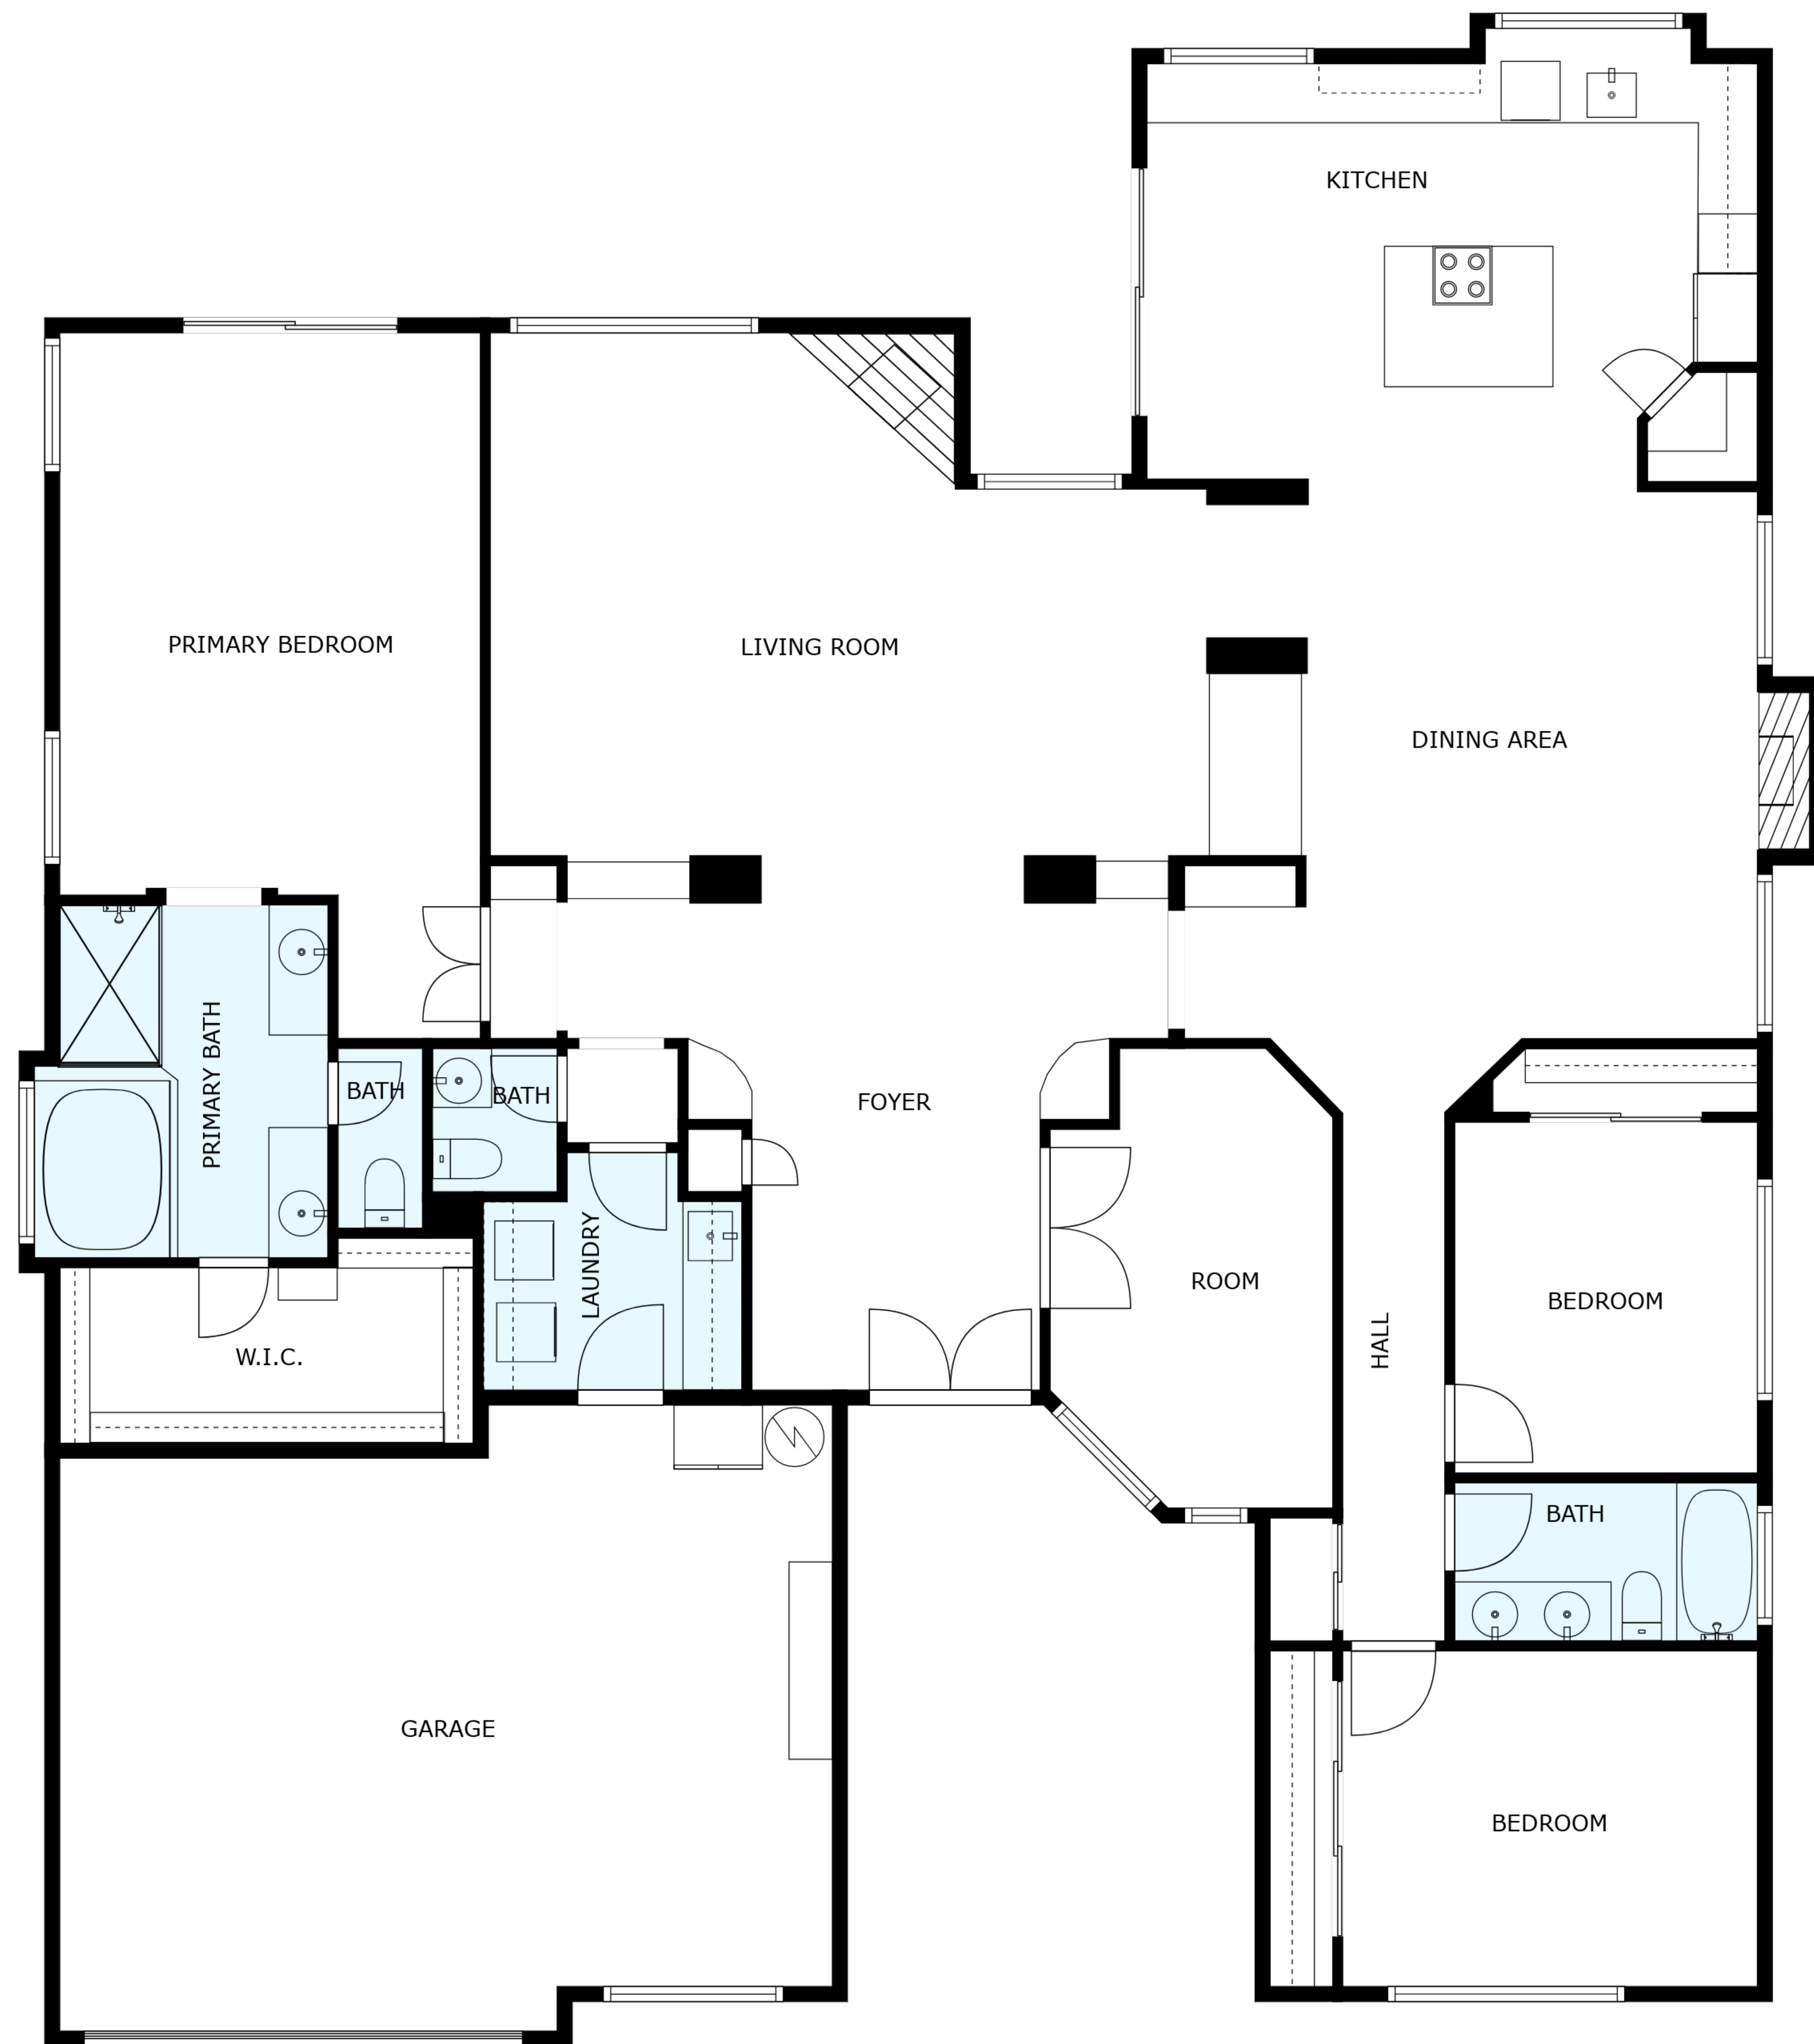 KITCHEN
PRIMARY BEDROOM
LIVING ROOM
DINING AREA
PRIMARY BATH
BATH
BATH
FOYER
LAUNDRY
ROOM
HALL
BEDROOM
W.I.C.
BATH
GARAGE
BEDROOM